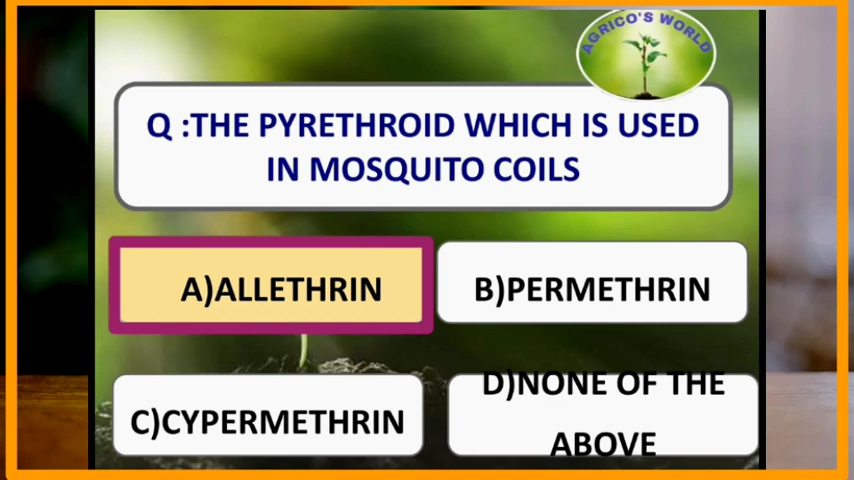 AGRICO'S WORLD
Q :THE PYRETHROID WHICH IS USED
IN MOSQUITO COILS
A)ALLETHRIN
B)PERMETHRIN
C)CYPERMETHRIN
D)NONE OF THE
ABOVE